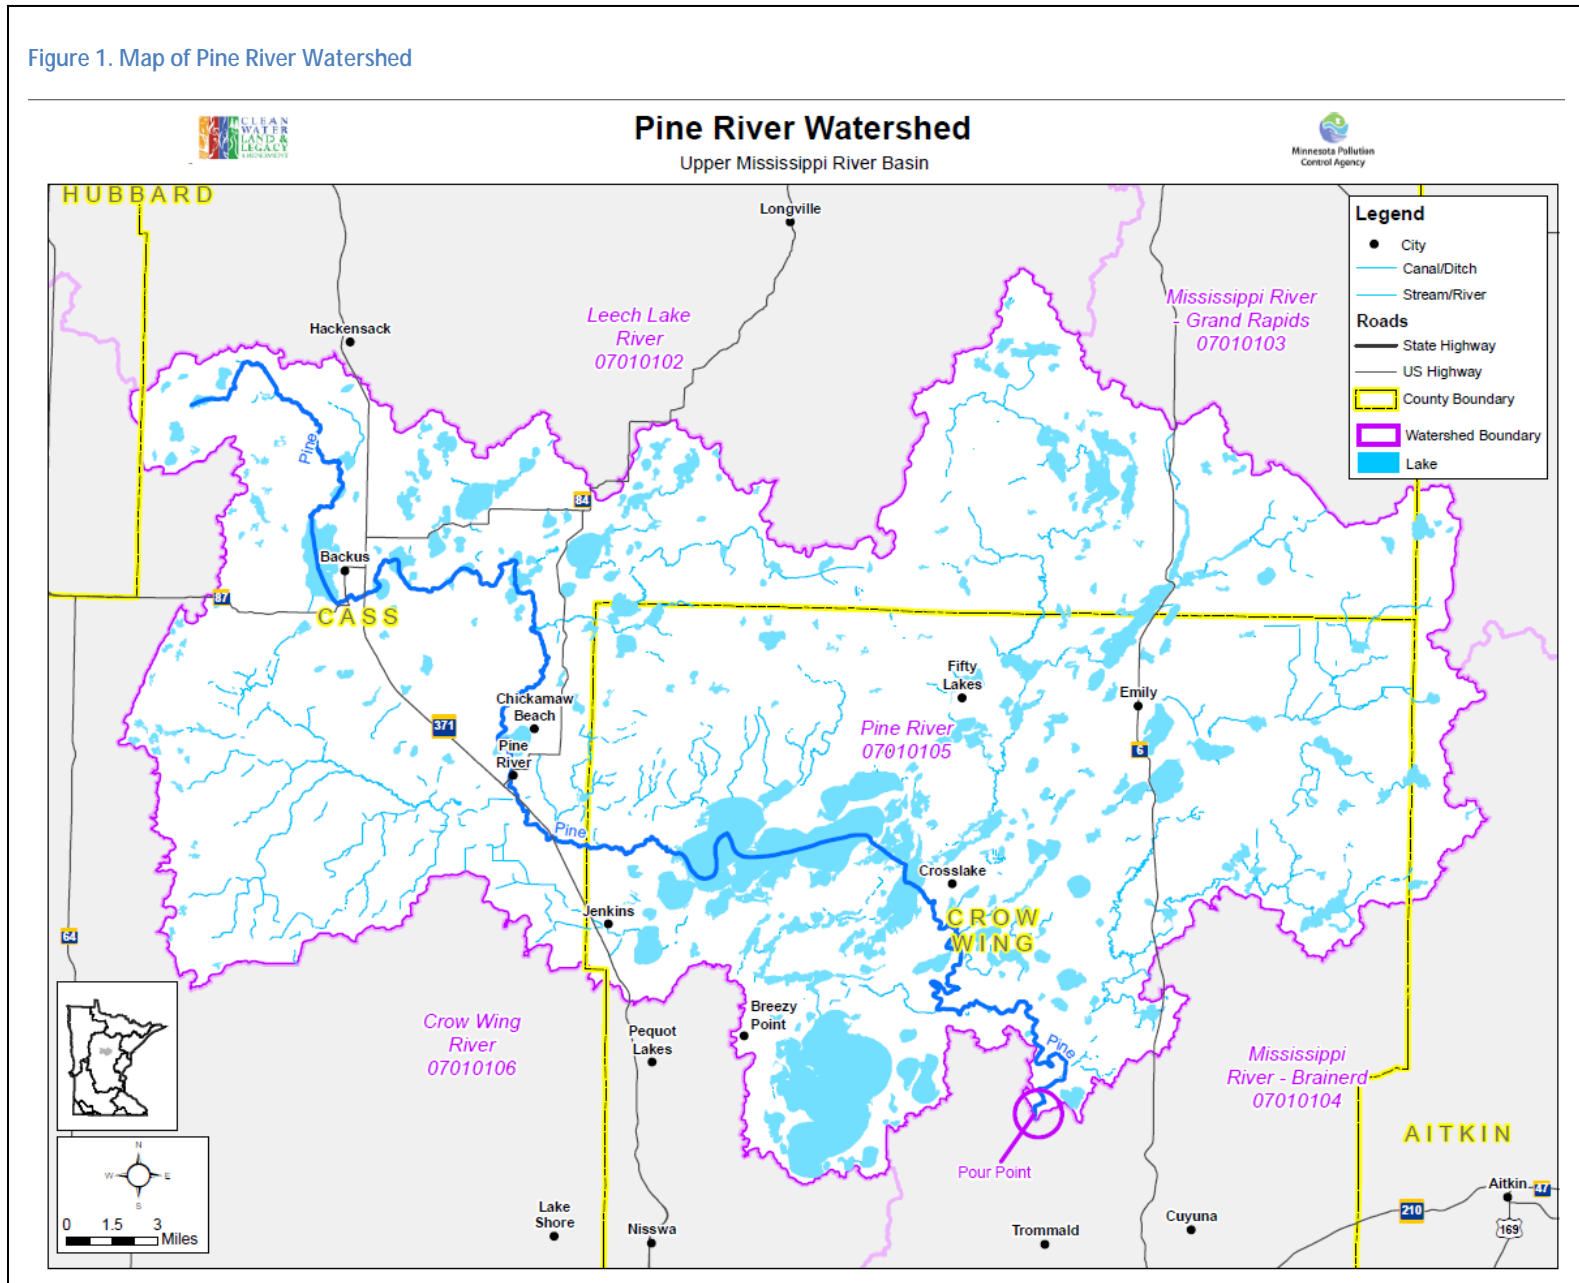 Figure 1. Map of Pine River Watershed
CLEAN
WATER
LAND &
LEGACY
AMENDMENT
Pine River Watershed
Upper Mississippi River Basin
Minnesota Pollution
Control Agency
HUBBARD
Longville
Legend
City
Canal/Ditch
Stream/River
Roads
State Highway
US Highway
County Boundary
Watershed Boundary
Lake
Mississippi River
- Grand Rapids
07010103
Leech Lake
River
07010102
Hackensack
Pine
84
Backus
87
CASS
Fifty
Lakes
Emily
Chickamaw
Beach
371
Pine River
07010105
Pine
River
6
Pine
Crosslake
Jenkins
CROW
WING
64
Breezy
Point
Crow Wing
River
07010106
Pequot
Lakes
Pine
Mississippi
River - Brainerd
07010104
AITKIN
Pour Point
N
W
E
S
0
1.5
3
Miles
Lake
Shore
Nisswa
Trommald
Cuyuna
Aitkin
47
210
169